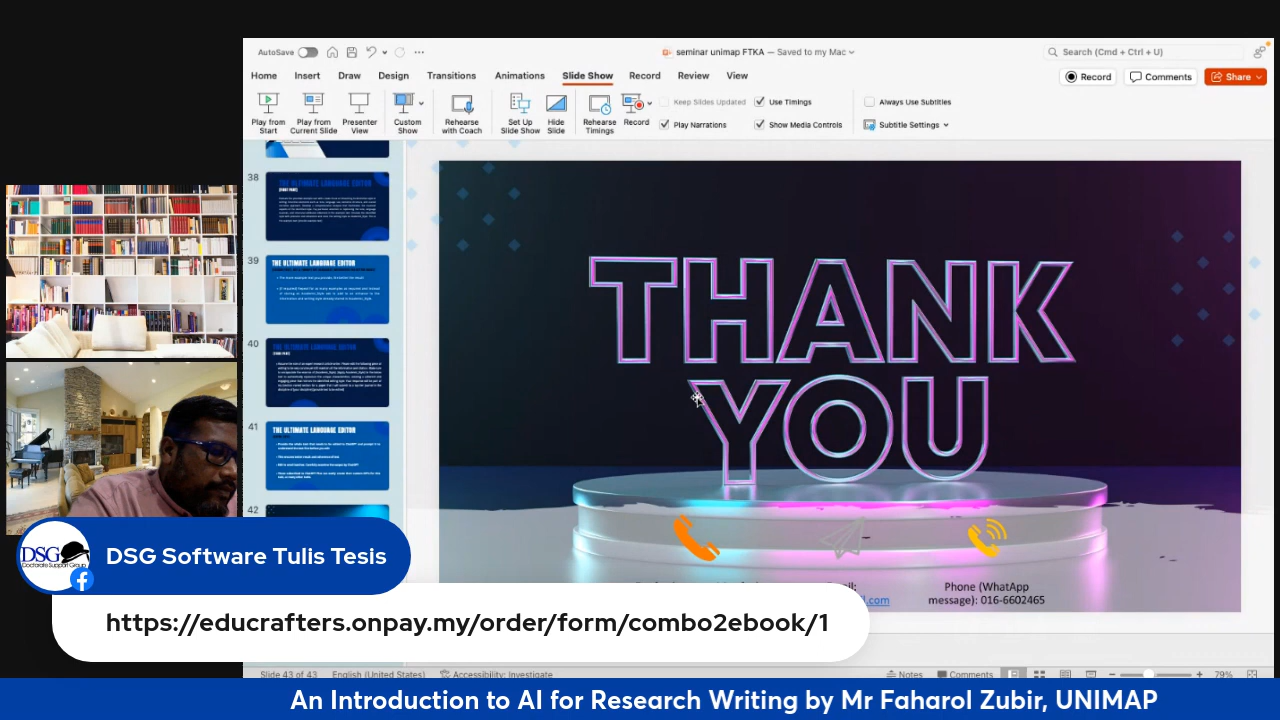 AutoSave
seminar unimap FTKA — Saved to my Mac
Search (Cmd + Ctrl + U)
Home Insert Draw Design Transitions Animations Slide Show Record Review View
Record Comments Share
Play from Start
Play from Current Slide
Presenter View
Custom Show
Rehearse with Coach
Set Up Slide Show
Hide Slide
Rehearse Timings
Record
Keep Slides Updated
Play Narrations
Use Timings
Show Media Controls
Always Use Subtitles
Subtitle Settings
38
THE ULTIMATE LANGUAGE EDITOR
39
THE ULTIMATE LANGUAGE EDITOR
40
THE ULTIMATE LANGUAGE EDITOR
41
THE ULTIMATE LANGUAGE EDITOR
42
THANK
YOU
Phone (WhatApp
message): 016-6602465
DSG
Doctorate Support Group
DSG Software Tulis Tesis
https://educrafters.onpay.my/order/form/combo2ebook/1
Slide 43 of 43 English (United States) Accessibility: Investigate Notes Comments 79%
An Introduction to AI for Research Writing by Mr Faharol Zubir, UNIMAP